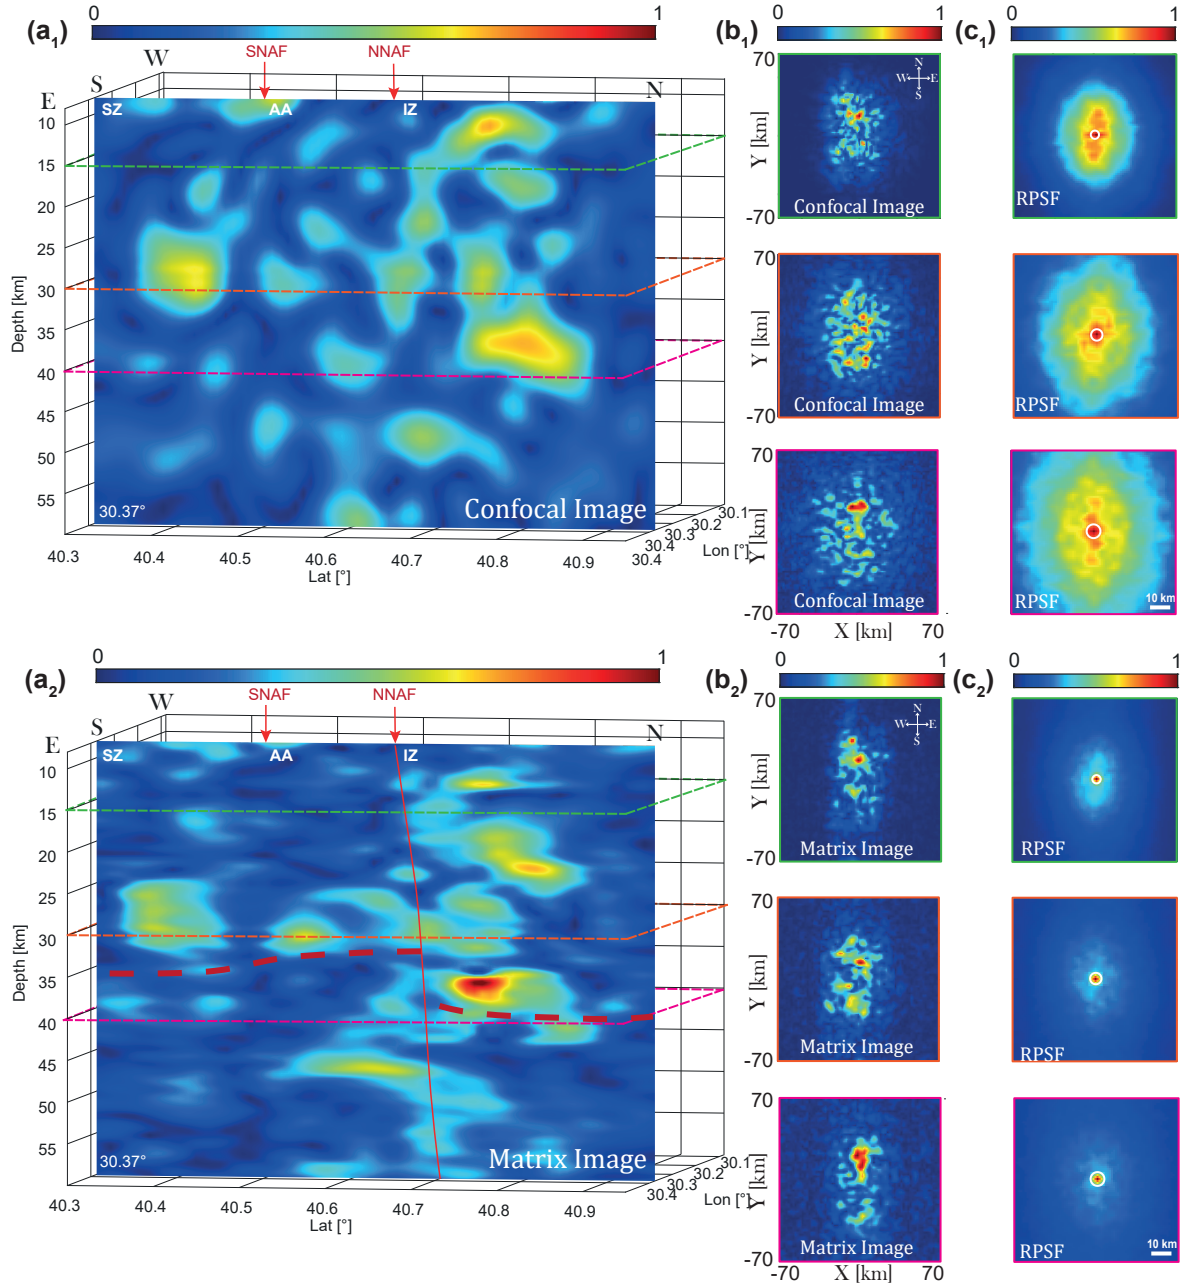 (a1)
0
1
SNAF
NNAF
W
S
E
N
SZ
AA
IZ
10
15
20
25
30
35
40
45
50
55
Depth [km]
30.37°
Confocal Image
40.3
40.4
40.5
40.6
40.7
40.8
40.9
Lat [°]
30.4
30.3
30.2
30.1
Lon [°]
(b1)
0
1
70
-70
Y [km]
N
W
E
S
Confocal Image
70
-70
Y [km]
Confocal Image
70
-70
Y [km]
Confocal Image
-70
X [km]
70
(c1)
0
1
RPSF
RPSF
RPSF
10 km
(a2)
0
1
SNAF
NNAF
W
S
E
N
SZ
AA
IZ
10
15
20
25
30
35
40
45
50
55
Depth [km]
30.37°
Matrix Image
40.3
40.4
40.5
40.6
40.7
40.8
40.9
Lat [°]
30.4
30.3
30.2
30.1
Lon [°]
(b2)
0
1
70
-70
Y [km]
N
W
E
S
Matrix Image
70
-70
Y [km]
Matrix Image
70
-70
Y [km]
Matrix Image
-70
X [km]
70
(c2)
0
1
RPSF
RPSF
RPSF
10 km